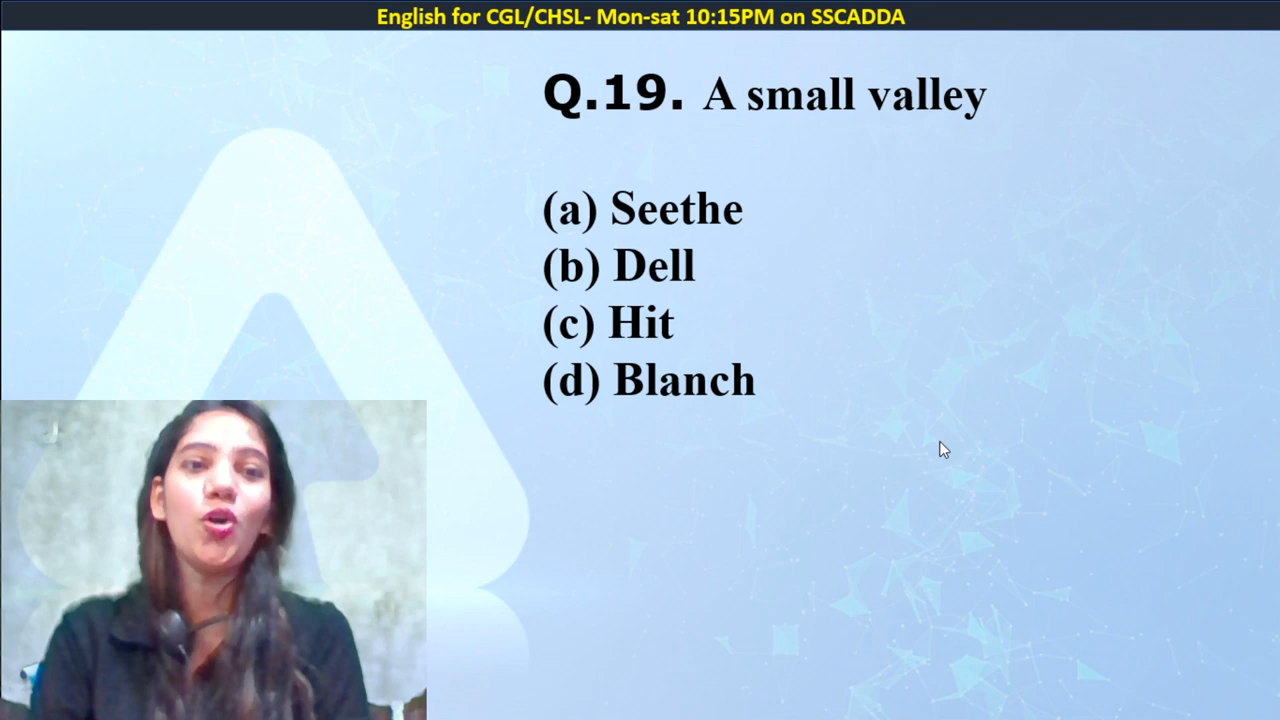 English for CGL/CHSL- Mon-sat 10:15PM on SSCADDA
Q.19. A small valley
(a) Seethe
(b) Dell
(c) Hit
(d) Blanch